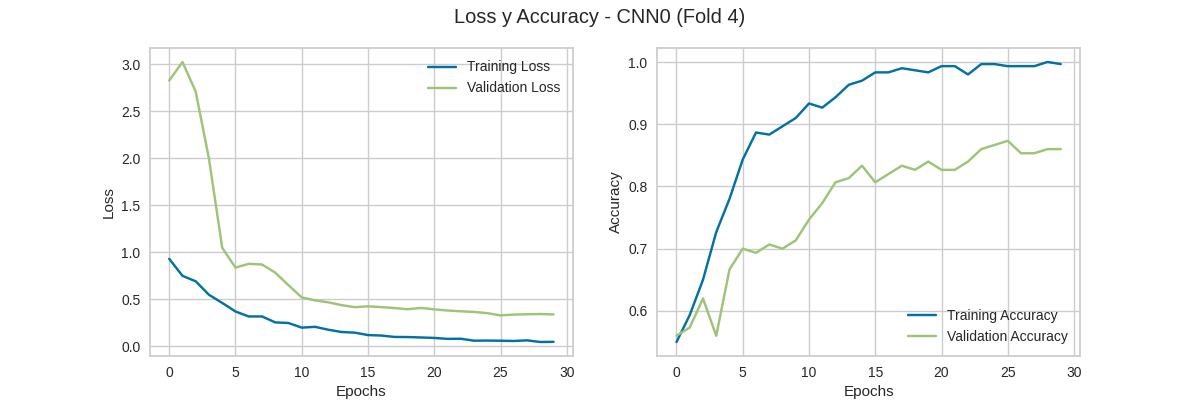 Loss y Accuracy - CNN0 (Fold 4)
3.0
2.5
2.0
1.5
1.0
0.5
0.0
Loss
0 5 10 15 20 25 30
Epochs
Training Loss
Validation Loss
1.0
0.9
0.8
0.7
0.6
Accuracy
0 5 10 15 20 25 30
Epochs
Training Accuracy
Validation Accuracy